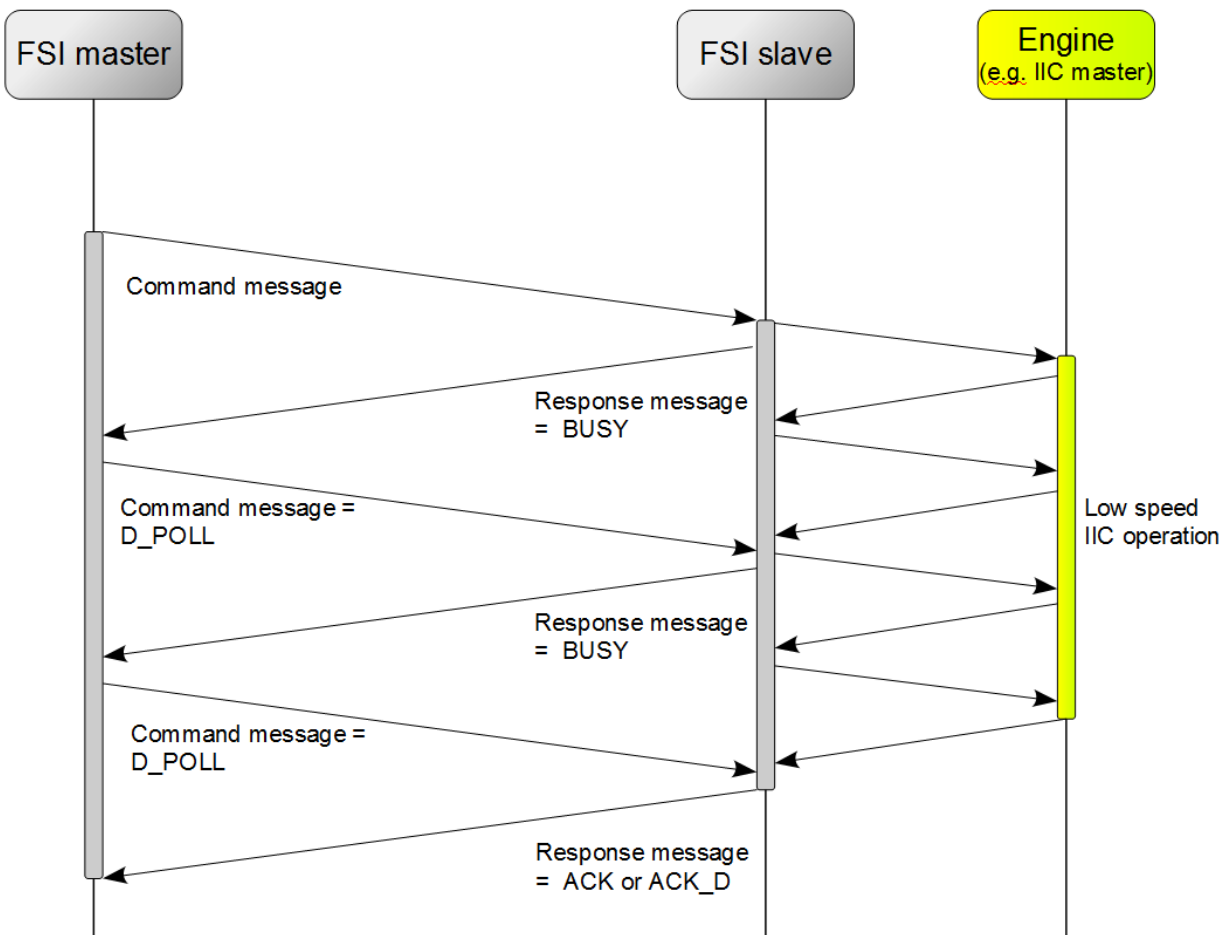 FSI master
FSI slave
Engine
(e.g. IIC master)
Command message
Response message
= BUSY
Command message =
D_POLL
Low speed
IIC operation
Response message
= BUSY
Command message =
D_POLL
Response message
= ACK or ACK_D